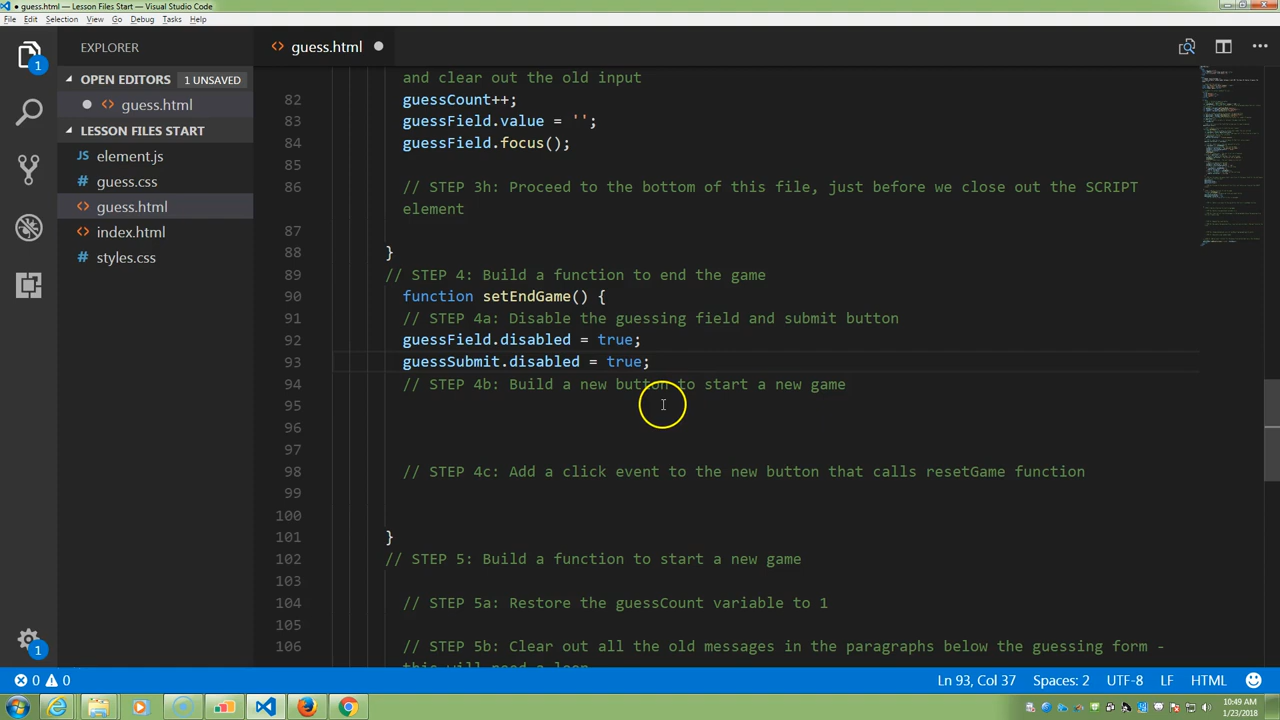 guess.html — Lesson Files Start — Visual Studio Code
File Edit Selection View Go Debug Tasks Help
EXPLORER
guess.html
OPEN EDITORS 1 UNSAVED
guess.html
LESSON FILES START
element.js
guess.css
guess.html
index.html
styles.css
1
1
and clear out the old input
82 guessCount++;
83 guessField.value = '';
84 guessField.focus();
85
86 // STEP 3h: Proceed to the bottom of this file, just before we close out the SCRIPT
element
87
88 }
89 // STEP 4: Build a function to end the game
90 function setEndGame() {
91 // STEP 4a: Disable the guessing field and submit button
92 guessField.disabled = true;
93 guessSubmit.disabled = true;
94 // STEP 4b: Build a new button to start a new game
95
96
97
98 // STEP 4c: Add a click event to the new button that calls resetGame function
99
100
101 }
102 // STEP 5: Build a function to start a new game
103
104 // STEP 5a: Restore the guessCount variable to 1
105
106 // STEP 5b: Clear out all the old messages in the paragraphs below the guessing form -
this will need a loop
0 0 Ln 93, Col 37 Spaces: 2 UTF-8 LF HTML
10:49 AM
1/23/2018